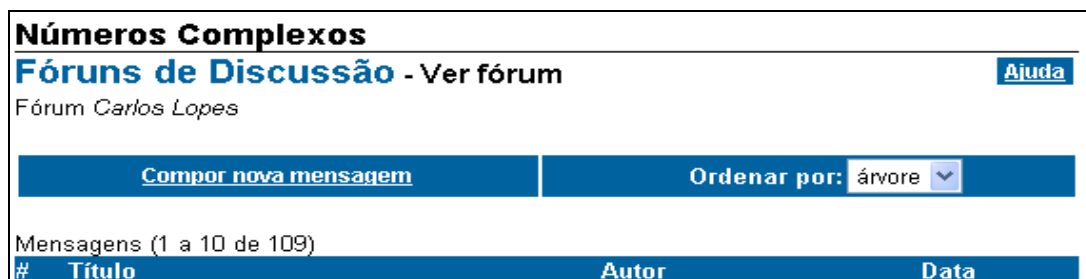 Números Complexos
Fóruns de Discussão - Ver fórum Ajuda
Fórum Carlos Lopes
Compor nova mensagem Ordenar por: árvore
Mensagens (1 a 10 de 109)
# Título Autor Data